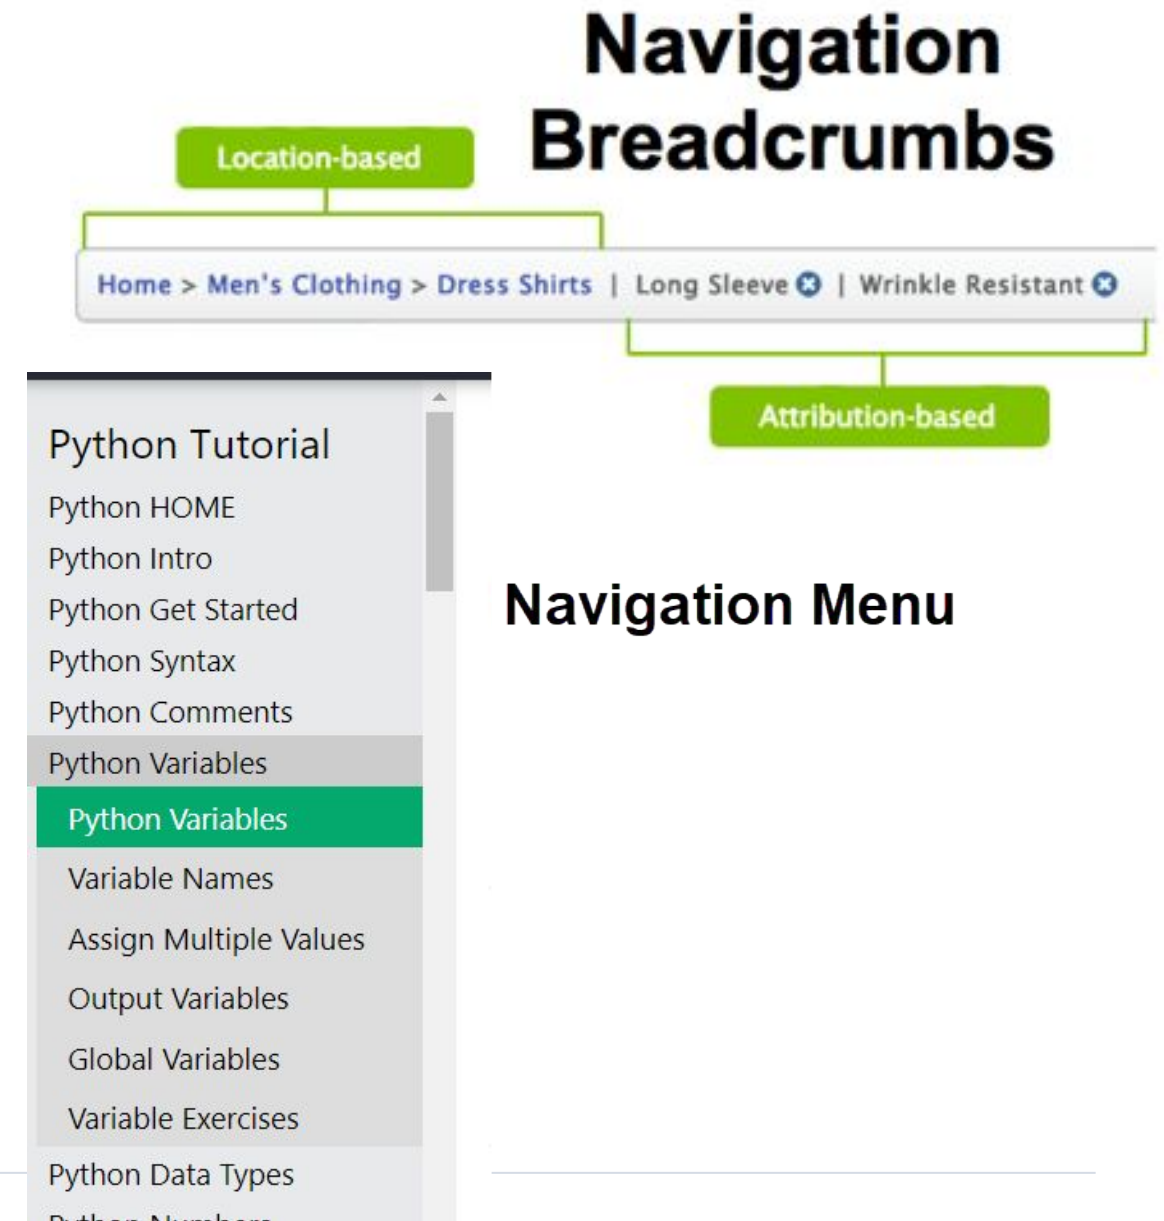 Navigation
Breadcrumbs
Location-based
Home > Men's Clothing > Dress Shirts | Long Sleeve | Wrinkle Resistant
Attribution-based
Navigation Menu
Python Tutorial
Python HOME
Python Intro
Python Get Started
Python Syntax
Python Comments
Python Variables
Python Variables
Variable Names
Assign Multiple Values
Output Variables
Global Variables
Variable Exercises
Python Data Types
Python Numbers